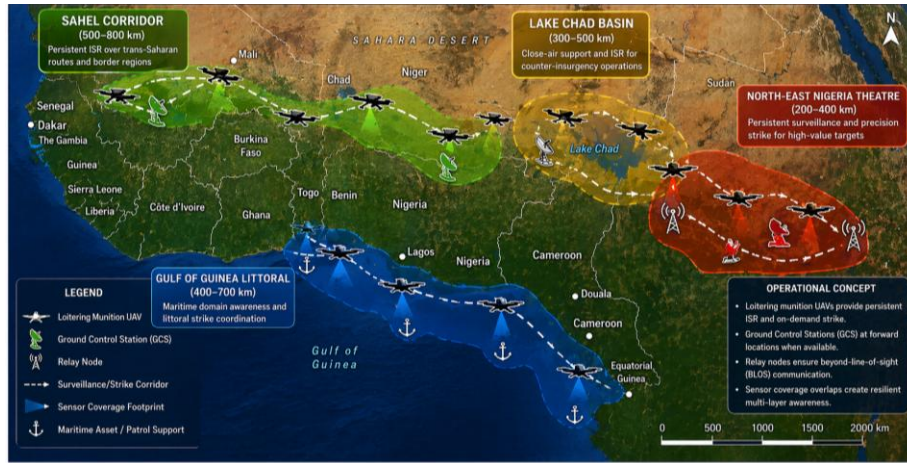 SAHEL CORRIDOR
(500–800 km)
Persistent ISR over trans-Saharan
routes and border regions
LAKE CHAD BASIN
(300–500 km)
Close-air support and ISR for
counter-insurgency operations
NORTH-EAST NIGERIA THEATRE
(200–400 km)
Persistent surveillance and precision
strike for high-value targets
N
SAHARA DESERT
Mali
Chad
Niger
Sudan
Senegal
Dakar
The Gambia
Guinea
Sierra Leone
Liberia
Burkina
Faso
Côte d'Ivoire
Ghana
Togo
Benin
Nigeria
Lake Chad
Lagos
Nigeria
Cameroon
Douala
Cameroon
Equatorial
Guinea
Gulf of
Guinea
GULF OF GUINEA LITTORAL
(400–700 km)
Maritime domain awareness and
littoral strike coordination
LEGEND
Loitering Munition UAV
Ground Control Station (GCS)
Relay Node
Surveillance/Strike Corridor
Sensor Coverage Footprint
Maritime Asset / Patrol Support
OPERATIONAL CONCEPT
• Loitering munition UAVs provide persistent
ISR and on-demand strike.
• Ground Control Stations (GCS) at forward
locations when available.
• Relay nodes ensure beyond-line-of-sight
(BLOS) communication.
• Sensor coverage overlaps create resilient
multi-layer awareness.
0 500 1000 1500 2000 km